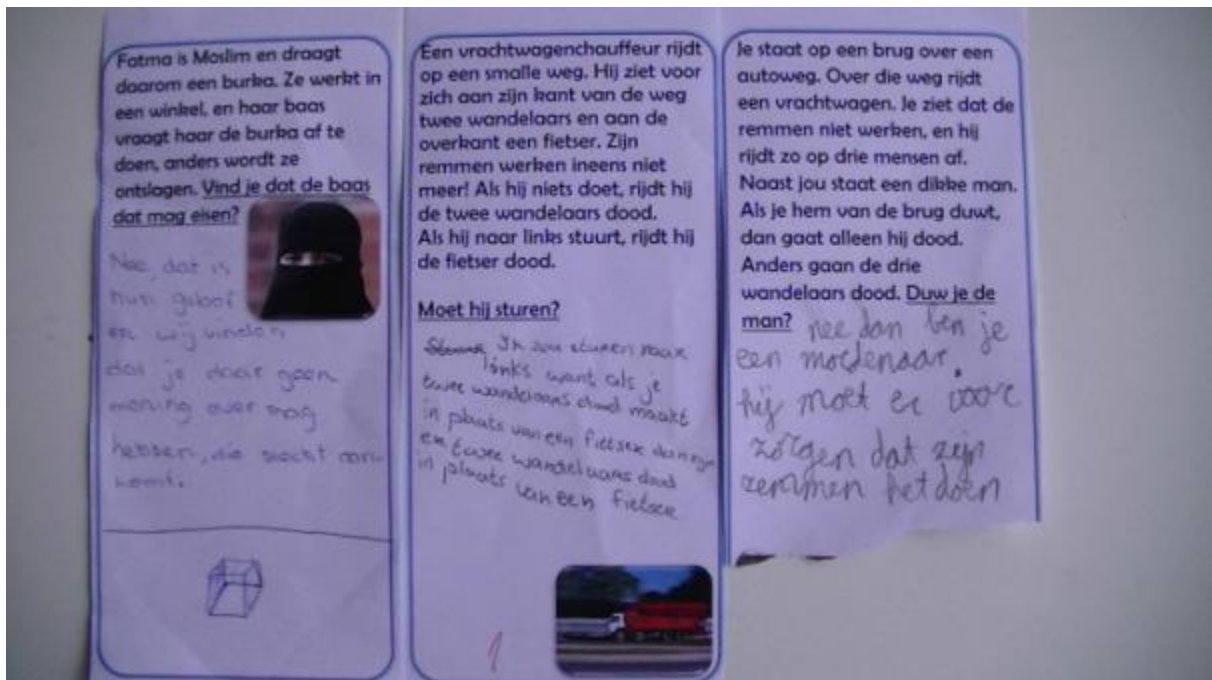 Fatma is Moslim en draagt
daarom een burka. Ze werkt in
een winkel, en haar baas
vraagt haar de burka af te
doen, anders wordt ze
ontslagen. Vind je dat de baas
dat mag eisen?
Nee, dat is
hun geloof
en wij vinden
dat je daar geen
mening over mag
hebben, die slecht aan-
komt.
Een vrachtwagenchauffeur rijdt
op een smalle weg. Hij ziet voor
zich aan zijn kant van de weg
twee wandelaars en aan de
overkant een fietser. Zijn
remmen werken ineens niet
meer! Als hij niets doet, rijdt hij
de twee wandelaars dood.
Als hij naar links stuurt, rijdt hij
de fietser dood.
Moet hij sturen?
Ik zou sturen naar
links want als je
twee wandelaars dood maakt
in plaats van een fietser dan zijn
er twee wandelaars dood
in plaats van een fietser
1
Je staat op een brug over een
autoweg. Over die weg rijdt
een vrachtwagen. Je ziet dat de
remmen niet werken, en hij
rijdt zo op drie mensen af.
Naast jou staat een dikke man.
Als je hem van de brug duwt,
dan gaat alleen hij dood.
Anders gaan de drie
wandelaars dood. Duw je de
man? nee dan ben je
een moordenaar.
hij moet er voor
zorgen dat zijn
remmen het doen